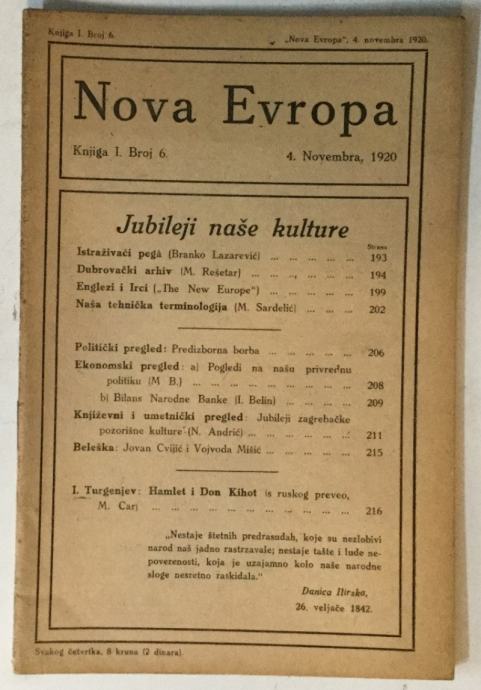 Knjiga I. Broj 6.
„Nova Evropa", 4. novembra 1920.
Nova Evropa
Knjiga I. Broj 6.
4. Novembra, 1920
Jubileji naše kulture
Strana
Istraživači pegâ (Branko Lazarević) ... ... ... ... ... 193
Dubrovački arhiv (M. Rešetar) ... ... ... ... ... 194
Englezi i Irci („The New Europe“) ... ... ... ... 199
Naša tehnička terminologija (M. Sardelić) ... ... ... 202
Politički pregled: Predizborna borba ... ... ... ... ... 206
Ekonomski pregled: a) Pogledi na našu privrednu
politiku (M B.) ... ... ... ... ... ... ... ... ... 208
b) Bilans Narodne Banke (I. Belin) ... ... ... 209
Književni i umetnički pregled: Jubileji zagrebačke
pozorišne kulture (N. Andrić) ... ... ... ... ... 211
Beleška: Jovan Cvijić i Vojvoda Mišić ... ... ... ... 215
I. Turgenjev: Hamlet i Don Kihot (s ruskog preveo,
M. Car) ... ... ... ... ... ... ... ... ... ... 216
„Nestaje štetnih predrasudah, koje su nezlobivi
narod naš jadno rastrzavale; nestaje tašte i lude ne-
poverenosti, koja je uzajamno kolo naše narodne
sloge nesretno raskidala.“
Danica Ilirska,
26. veljače 1842.
Svakog četvrtka, 8 kruna (2 dinara).